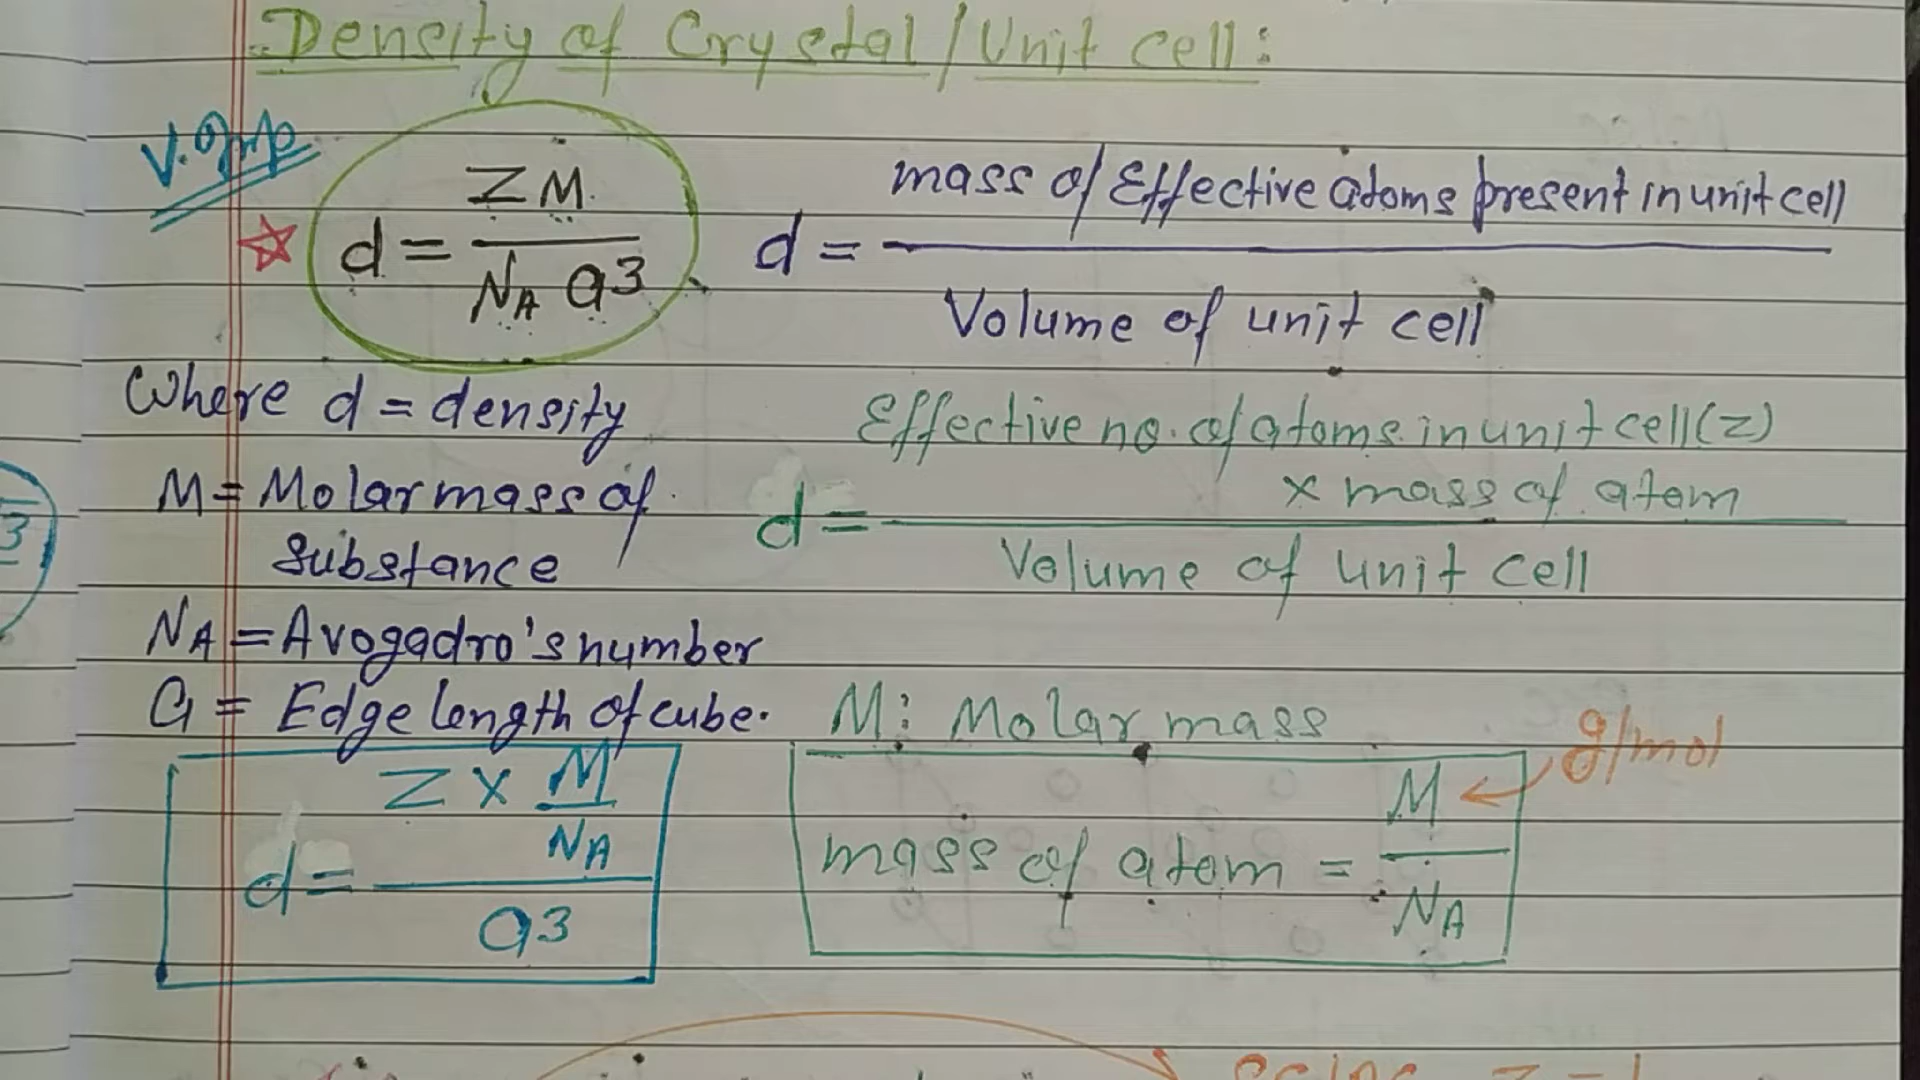 Density of Crystal/Unit cell:
V. Imp
d = ZM / NA a3
d = mass of Effective atoms present in unit cell / Volume of unit cell
Where d = density
M = Molar mass of
substance
NA = Avogadro's number
a = Edge length of cube.
d = Effective no. of atoms in unit cell (z)
x mass of atom
Volume of unit cell
M: Molar mass
d = Z x M/NA / a3
mass of atom = M / NA
g/mol
3